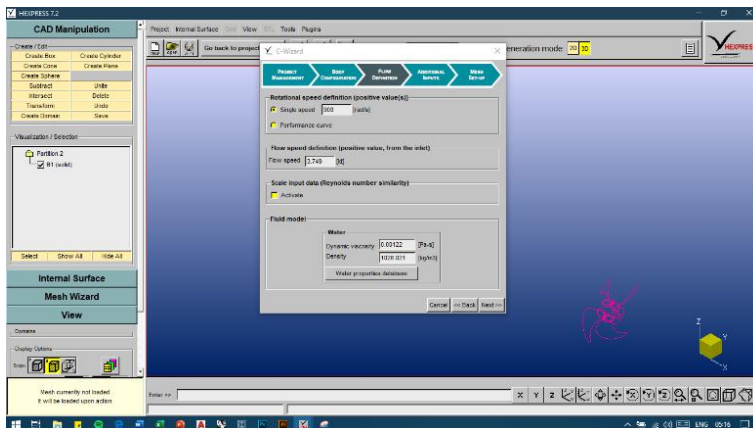 HEXPRESS 7.2
CAD Manipulation
Project Internal Surface Grid View STL Tools Plugins
Go back to project
eneration mode 2D 3D
HEXPRESS
Create / Edit
Create Box Create Cylinder
Create Cone Create Plane
Create Sphere
Subtract Unite
Intersect Delete
Transform Undo
Create Domain Save
Visualization / Selection
Partition 2
B1 (solid)
Select Show All Hide All
Internal Surface
Mesh Wizard
View
Domains
Display Options
Mesh currently not loaded
It will be loaded upon action
C-Wizard
PROJECT MANAGEMENT
BODY CONFIGURATION
FLOW DEFINITION
ADDITIONAL INPUTS
MESH SET-UP
Rotational speed definition (positive value(s))
Single speed [rad/s]
Performance curve
Flow speed definition (positive value, from the inlet)
Flow speed 3.749
Scale input data (Reynolds number similarity)
Activate
Fluid model
Water
Dynamic viscosity 0.00122 [Pa-s]
Density 1026.021 [kg/m3]
Water properties database
Cancel << Back Next >>
Z
Y
X
Enter >>
X Y Z
ENG 05:16